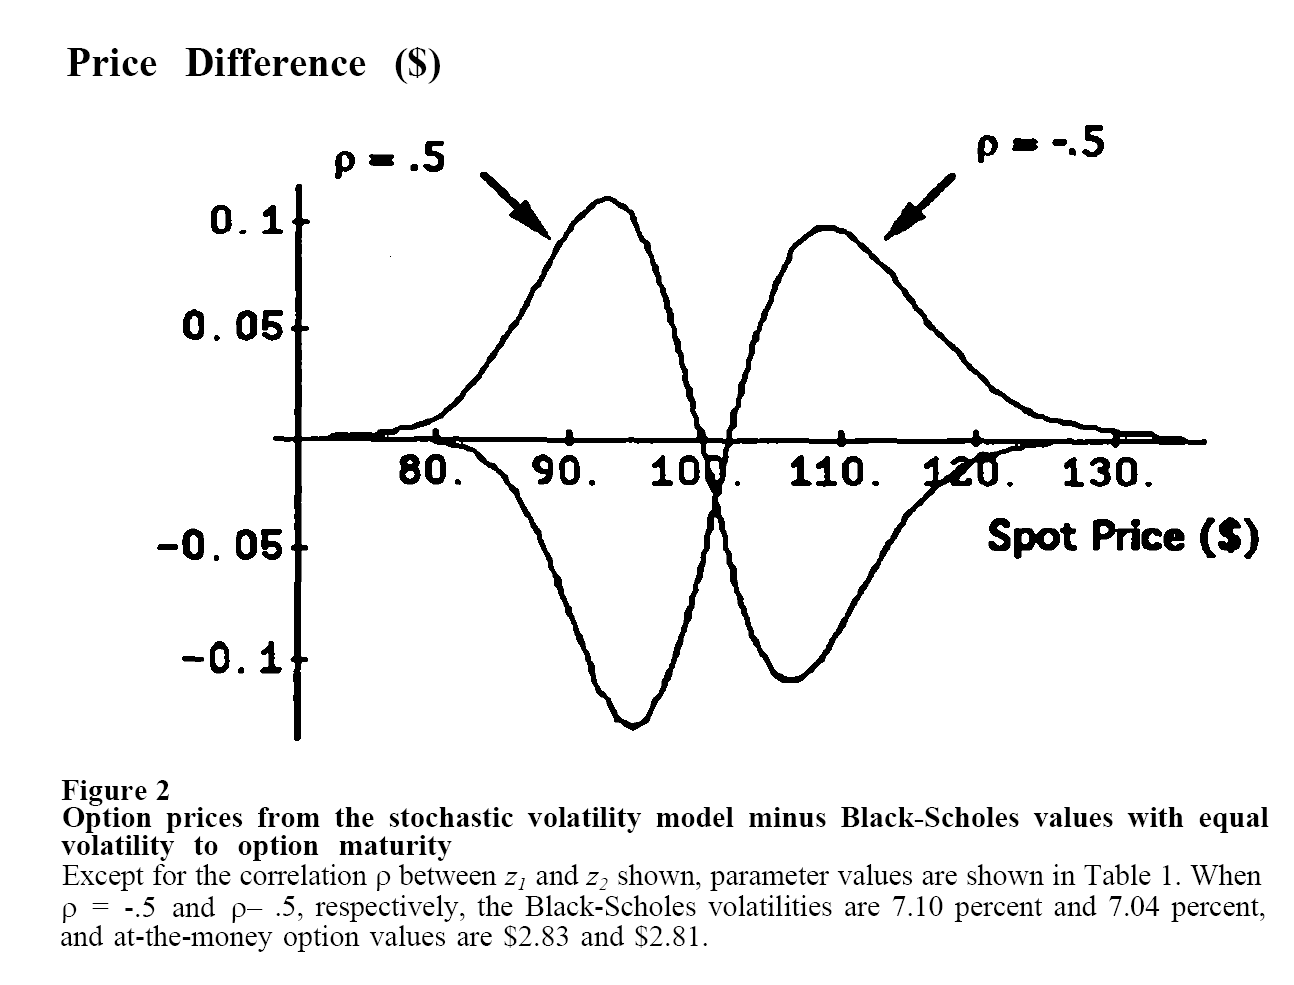 Price Difference ($)
ρ = .5
ρ = -.5
0.1
0.05
80. 90. 100. 110. 120. 130.
-0.05
Spot Price ($)
-0.1
Figure 2
Option prices from the stochastic volatility model minus Black-Scholes values with equal
volatility to option maturity
Except for the correlation ρ between z₁ and z₂ shown, parameter values are shown in Table 1. When
ρ = -.5 and ρ– .5, respectively, the Black-Scholes volatilities are 7.10 percent and 7.04 percent,
and at-the-money option values are $2.83 and $2.81.